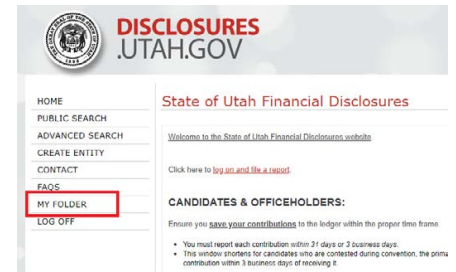 DISCLOSURES
.UTAH.GOV
HOME
PUBLIC SEARCH
ADVANCED SEARCH
CREATE ENTITY
CONTACT
FAQS
MY FOLDER
LOG OFF
State of Utah Financial Disclosures
Welcome to the State of Utah Financial Disclosures website.
Click here to log on and file a report.
CANDIDATES & OFFICEHOLDERS:
Ensure you save your contributions to the ledger within the proper time frame.
• You must report each contribution within 31 days or 3 business days.
• This window shortens for candidates who are contested during convention, the prima
contribution within 3 business days of receiving it.